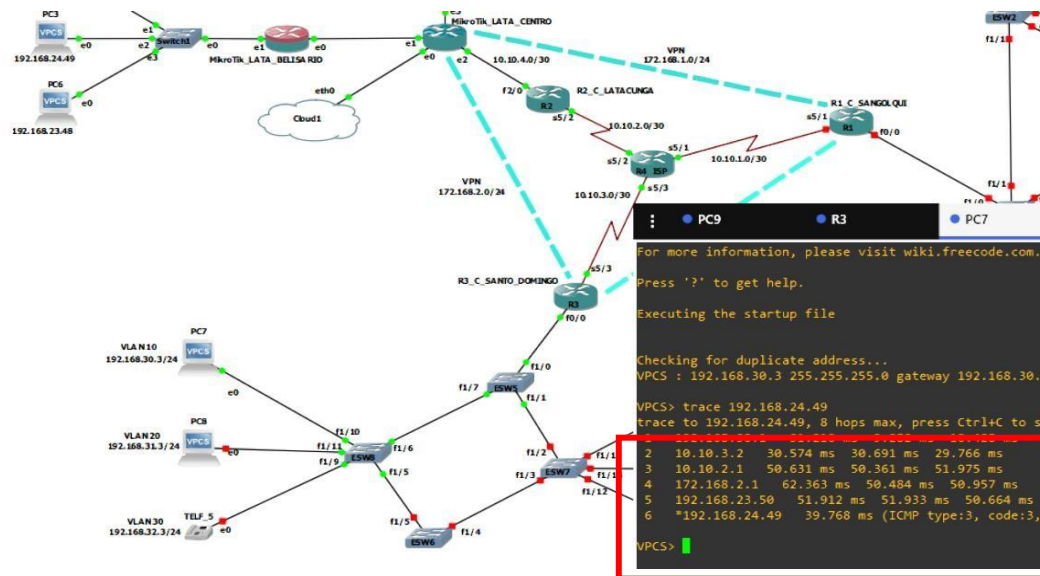 PC3
VPCS
192.168.24.49
e0
e1
e2
e3
Switch1
e0
PC6
VPCS
e0
192.168.23.48
e1
e0
MikroTik_LATA_BELISARIO
MikroTik_LATA_CENTRO
e1
e0
e2
10.10.4.0/30
eth0
Cloud1
VPN
172.168.1.0/24
f2/0
R2_C_LATACUNGA
R2
s5/2
10.10.2.0/30
R1_C_SANGOLQUI
s5/1
R1
f0/0
s5/1
s5/2
R4_ISP
10.10.1.0/30
s5/3
10.10.3.0/30
ESW2
f1/1
f1/1
VPN
172.168.2.0/24
s5/3
R3_C_SANTO_DOMINGO
R3
f0/0
PC7
VLAN10
192.168.30.3/24
VPCS
e0
PC8
VLAN20
192.168.31.3/24
VPCS
e0
TELF_5
VLAN30
192.168.32.3/24
e0
f1/0
f1/7
ESW5
f1/1
f1/10
f1/11
f1/6
f1/9
ESW8
f1/5
f1/2
f1/3
ESW7
f1/12
f1/5
f1/4
ESW6
PC9
R3
PC7
For more information, please visit wiki.freecode.com.
Press '?' to get help.
Executing the startup file
Checking for duplicate address...
VPCS : 192.168.30.3 255.255.255.0 gateway 192.168.30.
VPCS> trace 192.168.24.49
trace to 192.168.24.49, 8 hops max, press Ctrl+C to s
2 10.10.3.2 30.574 ms 30.691 ms 29.766 ms
3 10.10.2.1 50.631 ms 50.361 ms 51.975 ms
4 172.168.2.1 62.363 ms 50.484 ms 50.957 ms
5 192.168.23.50 51.912 ms 51.933 ms 50.664 ms
6 *192.168.24.49 39.768 ms (ICMP type:3, code:3,
VPCS>